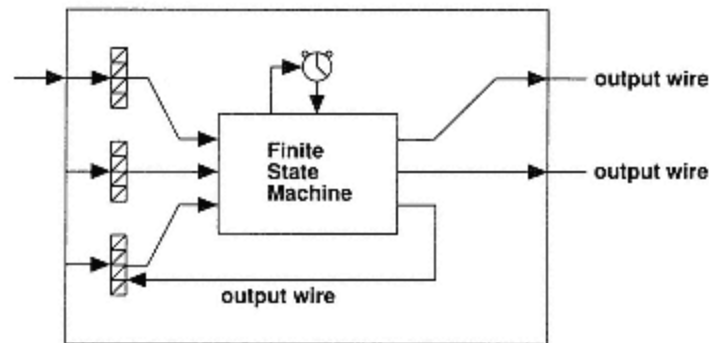 output wire
Finite
State
Machine
output wire
output wire